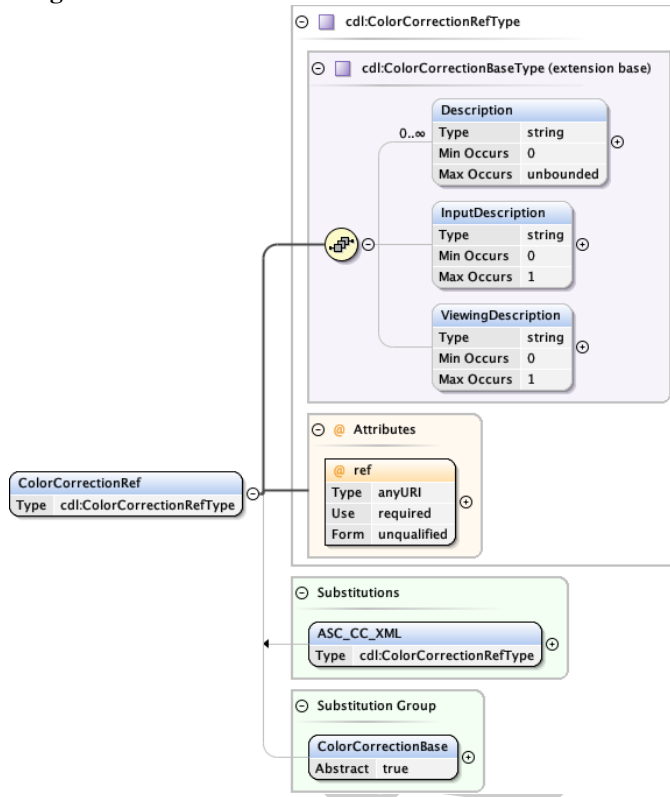 cdl:ColorCorrectionRefType
cdl:ColorCorrectionBaseType (extension base)
Description
0..∞
Type string
Min Occurs 0
Max Occurs unbounded
InputDescription
Type string
Min Occurs 0
Max Occurs 1
ViewingDescription
Type string
Min Occurs 0
Max Occurs 1
@ Attributes
@ ref
Type anyURI
Use required
Form unqualified
ColorCorrectionRef
Type cdl:ColorCorrectionRefType
Substitutions
ASC_CC_XML
Type cdl:ColorCorrectionRefType
Substitution Group
ColorCorrectionBase
Abstract true